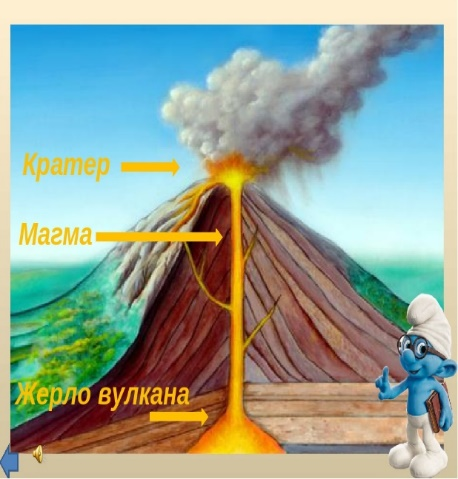 Кратер
Магма
Жерло вулкана